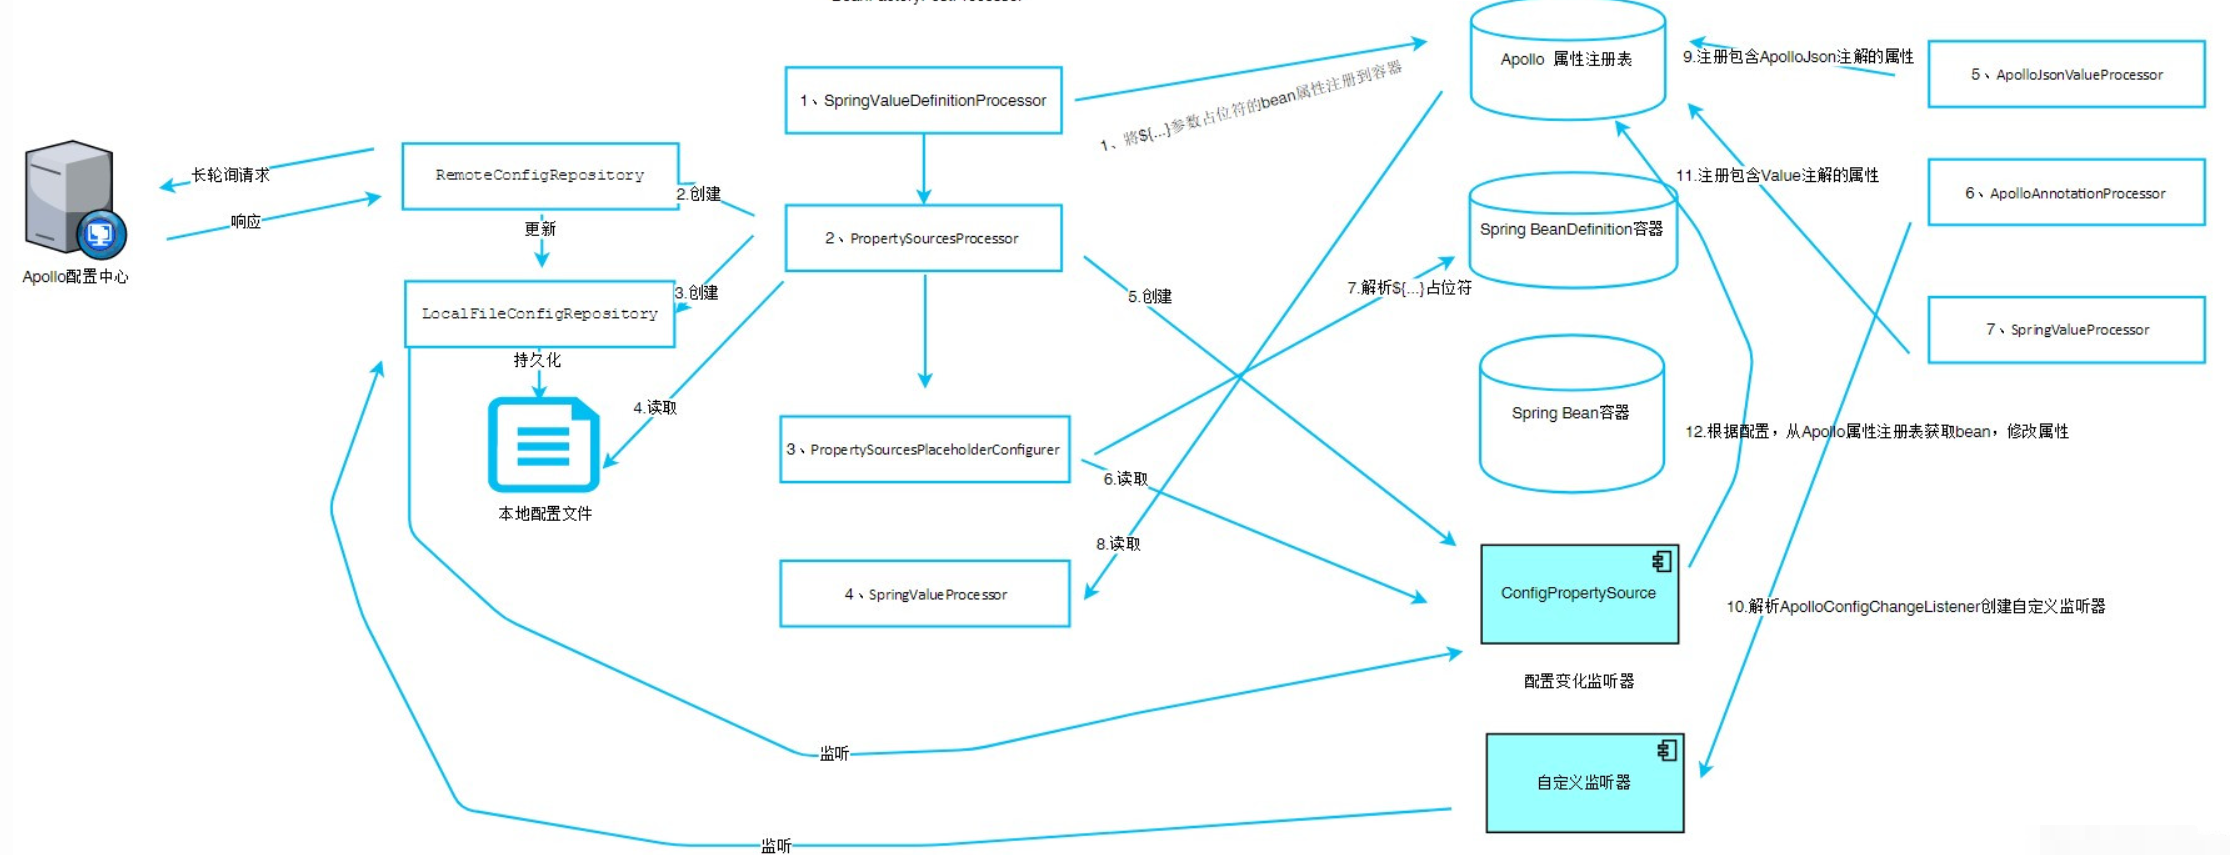 BeanFactoryPostProcessor
Apollo 属性注册表
9.注册包含ApolloJson注解的属性
5、ApolloJsonValueProcessor
1、SpringValueDefinitionProcessor
1、将${...}参数占位符的bean属性注册到容器
长轮询请求
RemoteConfigRepository
2.创建
11.注册包含Value注解的属性
6、ApolloAnnotationProcessor
响应
更新
2、PropertySourcesProcessor
Spring BeanDefinition容器
Apollo配置中心
3.创建
5.创建
7.解析${...}占位符
LocalFileConfigRepository
7、SpringValueProcessor
持久化
4.读取
Spring Bean容器
12.根据配置，从Apollo属性注册表获取bean，修改属性
3、PropertySourcesPlaceholderConfigurer
6.读取
本地配置文件
8.读取
4、SpringValueProcessor
ConfigPropertySource
10.解析ApolloConfigChangeListener创建自定义监听器
配置变化监听器
监听
自定义监听器
监听